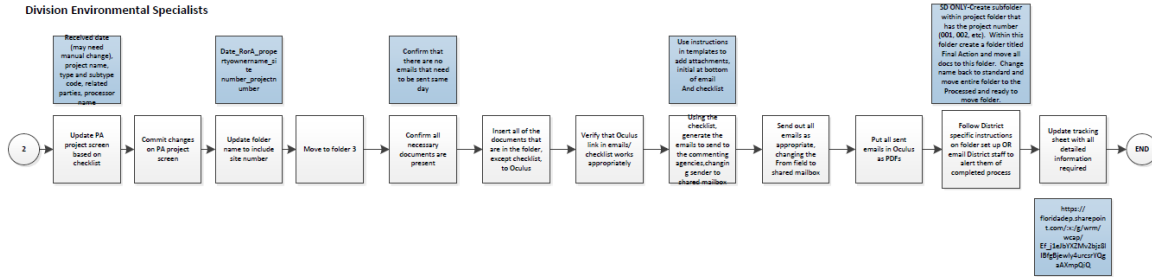 Division Environmental Specialists
Received date
(may need
manual change),
project name,
type and subtype
code, related
parties, processor
name
Date_RorA_prope
rtyownername_si
te
number_projectn
umber
Confirm that
there are no
emails that need
to be sent same
day
Use instructions
in templates to
add attachments,
initial at bottom
of email
And checklist
SD ONLY-Create subfolder
within project folder that
has the project number
(001, 002, etc). Within this
folder create a folder titled
Final Action and move all
docs to this folder. Change
name back to standard and
move entire folder to the
Processed and ready to
move folder.
2
Update PA
project screen
based on
checklist
Commit changes
on PA project
screen
Update folder
name to include
site number
Move to folder 3
Confirm all
necessary
documents are
present
Insert all of the
documents that
are in the folder,
except checklist,
to Oculus
Verify that Oculus
link in emails/
checklist works
appropriately
Using the
checklist,
generate the
emails to send to
the commenting
agencies,changin
g sender to
shared mailbox
Send out all
emails as
appropriate,
changing the
From field to
shared mailbox
Put all sent
emails in Oculus
as PDFs
Follow District
specific instructions
on folder set up OR
email District staff to
alert them of
completed process
Update tracking
sheet with all
detailed
information
required
END
https://
floridadep.sharepoi
nt.com/:x:/g/wrm/
wcap/